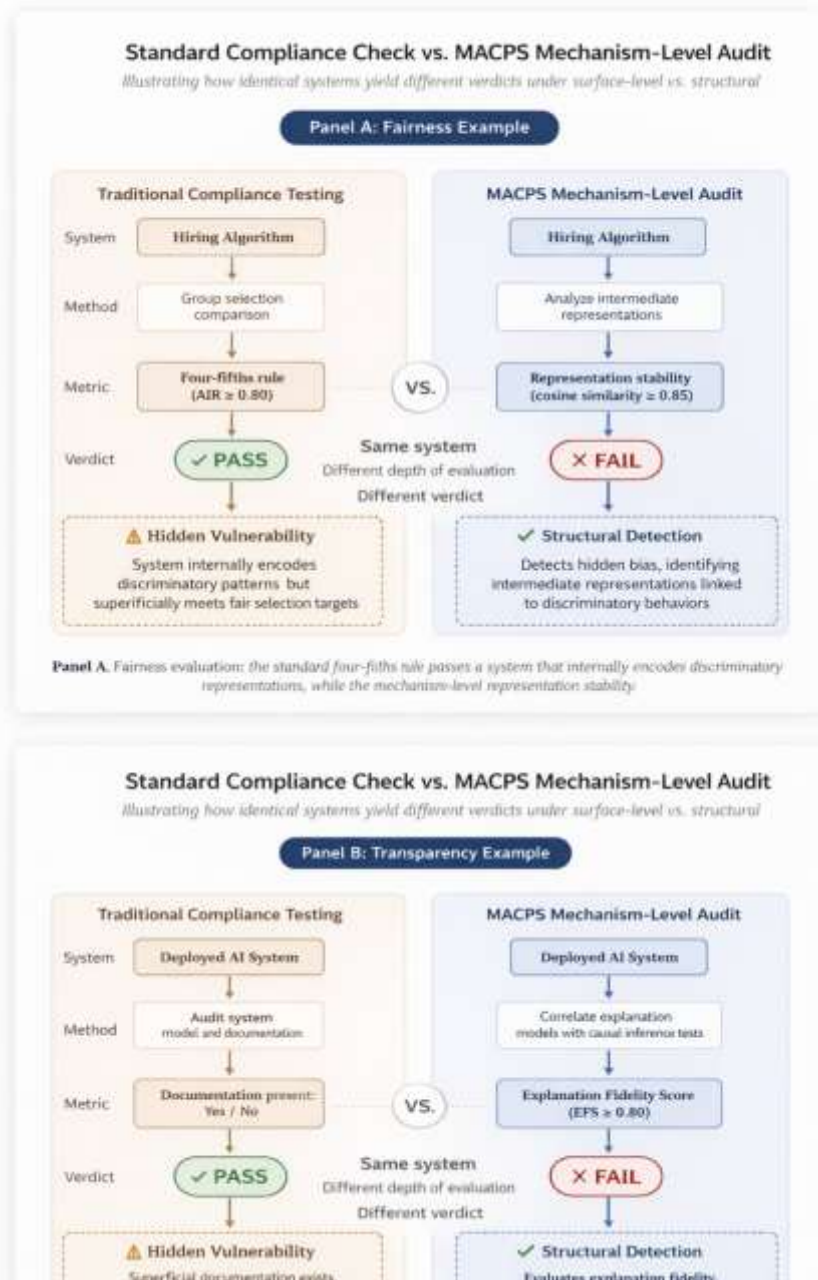 Standard Compliance Check vs. MACPS Mechanism-Level Audit
Illustrating how identical systems yield different verdicts under surface-level vs. structural
Panel A: Fairness Example
Traditional Compliance Testing
MACPS Mechanism-Level Audit
System
Hiring Algorithm
Hiring Algorithm
Method
Group selection
comparison
Analyze intermediate
representations
Metric
Four-fifths rule
(AIR ≥ 0.80)
VS.
Representation stability
(cosine similarity ≥ 0.85)
Verdict
✓ PASS
Same system
Different depth of evaluation
Different verdict
✕ FAIL
⚠ Hidden Vulnerability
System internally encodes
discriminatory patterns but
superficially meets fair selection targets
✓ Structural Detection
Detects hidden bias, identifying
intermediate representations linked
to discriminatory behaviors
Panel A. Fairness evaluation: the standard four-fifths rule passes a system that internally encodes discriminatory
representations, while the mechanism-level representation stability
Standard Compliance Check vs. MACPS Mechanism-Level Audit
Illustrating how identical systems yield different verdicts under surface-level vs. structural
Panel B: Transparency Example
Traditional Compliance Testing
MACPS Mechanism-Level Audit
System
Deployed AI System
Deployed AI System
Method
Audit system
model and documentation
Correlate explanation
models with causal inference tests
Metric
Documentation present:
Yes / No
VS.
Explanation Fidelity Score
(EFS ≥ 0.80)
Verdict
✓ PASS
Same system
Different depth of evaluation
Different verdict
✕ FAIL
⚠ Hidden Vulnerability
Superficial documentation exists
✓ Structural Detection
Evaluates explanation fidelity